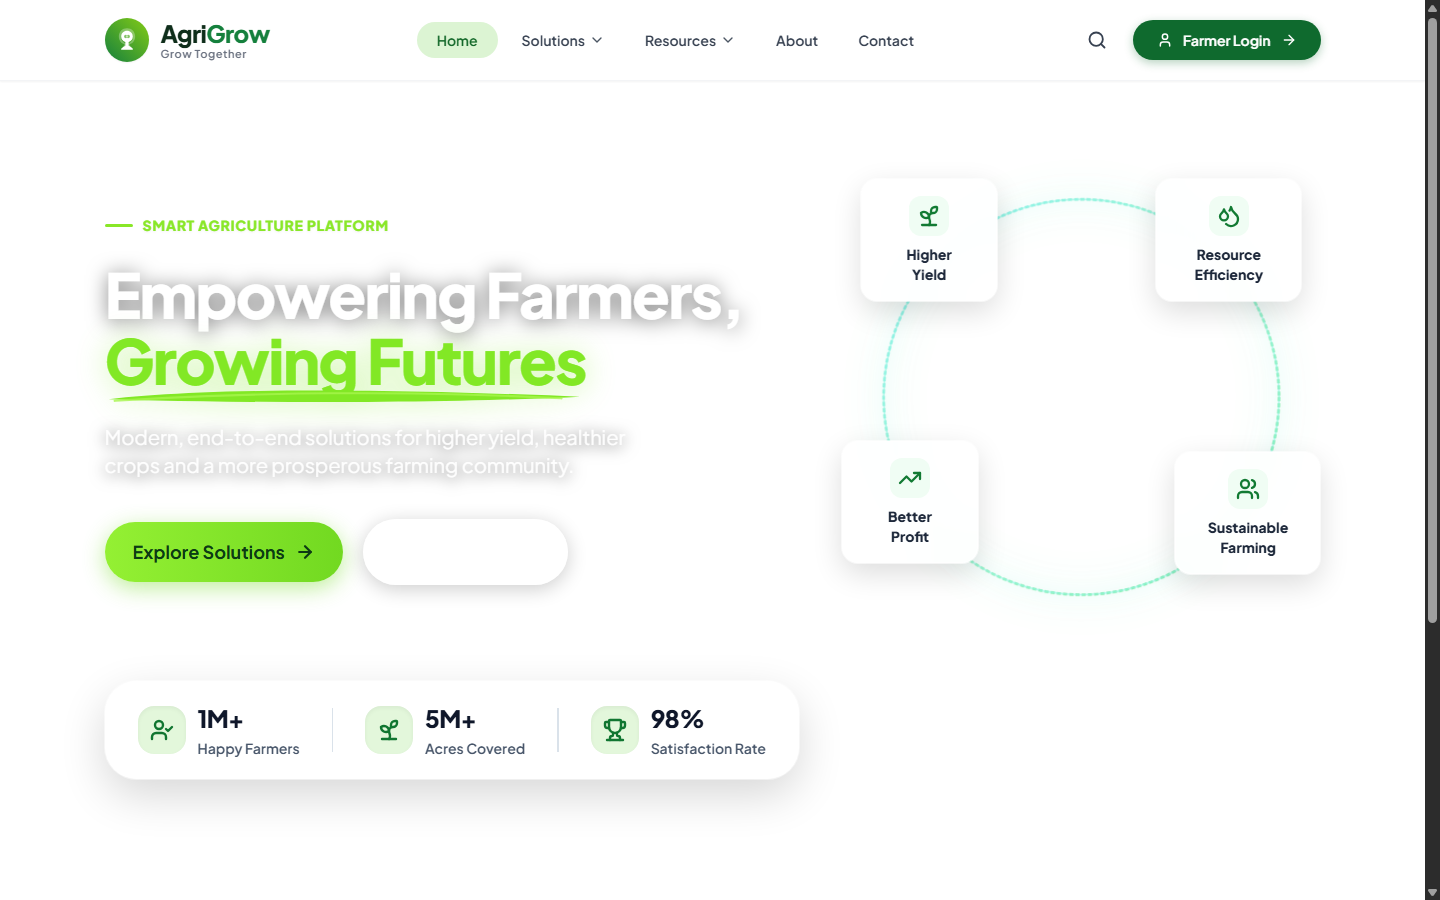 AgriGrow
Grow Together
Home
Solutions
Resources
About
Contact
Farmer Login
SMART AGRICULTURE PLATFORM
Empowering Farmers,
Growing Futures
Modern, end-to-end solutions for higher yield, healthier
crops and a more prosperous farming community.
Explore Solutions
Higher
Yield
Resource
Efficiency
Better
Profit
Sustainable
Farming
1M+
Happy Farmers
5M+
Acres Covered
98%
Satisfaction Rate